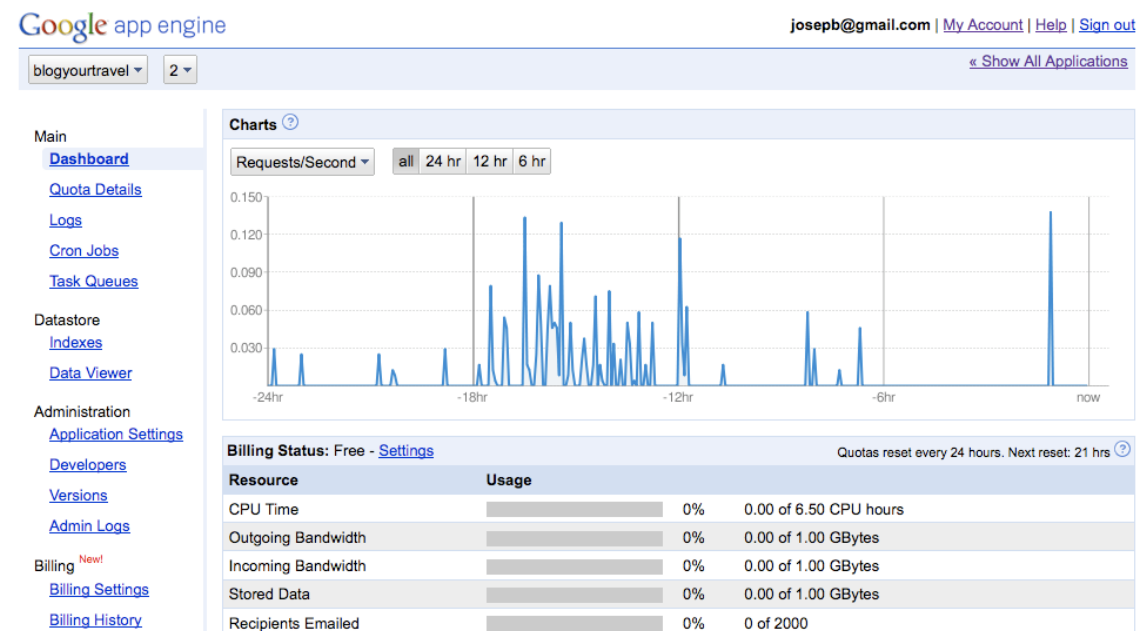 Google app engine
josepb@gmail.com | My Account | Help | Sign out
blogyourtravel 2
« Show All Applications
Main
Dashboard
Quota Details
Logs
Cron Jobs
Task Queues
Datastore
Indexes
Data Viewer
Administration
Application Settings
Developers
Versions
Admin Logs
Billing New!
Billing Settings
Billing History
Charts ?
Requests/Second all 24 hr 12 hr 6 hr
0.150
0.120
0.090
0.060
0.030
-24hr -18hr -12hr -6hr now
Billing Status: Free - Settings
Quotas reset every 24 hours. Next reset: 21 hrs ?
Resource Usage
CPU Time 0% 0.00 of 6.50 CPU hours
Outgoing Bandwidth 0% 0.00 of 1.00 GBytes
Incoming Bandwidth 0% 0.00 of 1.00 GBytes
Stored Data 0% 0.00 of 1.00 GBytes
Recipients Emailed 0% 0 of 2000